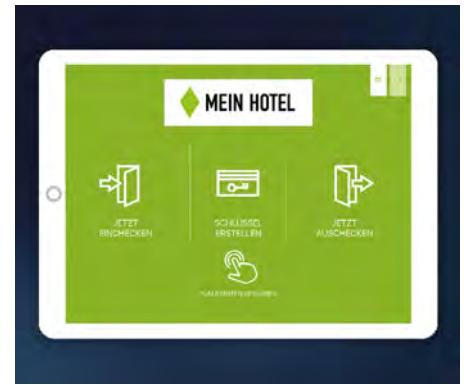 MEIN HOTEL
JETZT
EINCHECKEN
SCHLÜSSEL
ERSTELLEN
JETZT
AUSCHECKEN